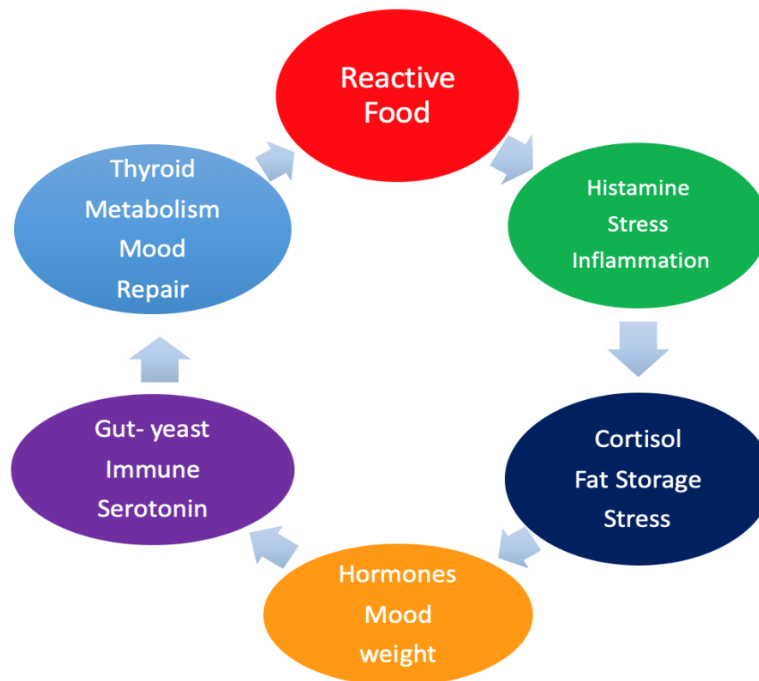 Reactive
Food
Histamine
Stress
Inflammation
Cortisol
Fat Storage
Stress
Hormones
Mood
weight
Gut- yeast
Immune
Serotonin
Thyroid
Metabolism
Mood
Repair